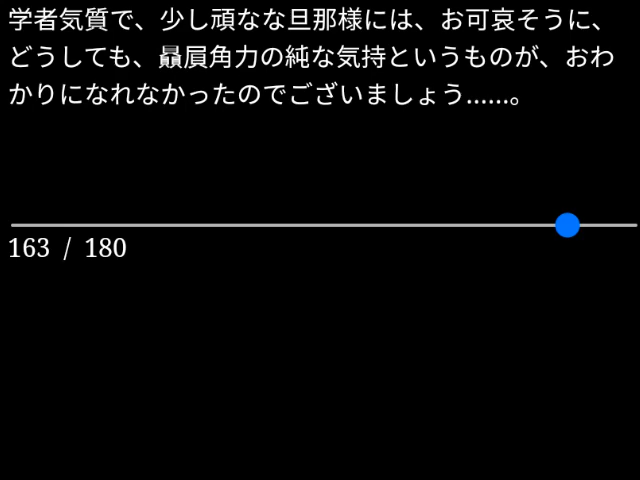 学者気質で、少し頑なな旦那様には、お可哀そうに、
どうしても、贔屓角力の純な気持というものが、おわ
かりになれなかったのでございましょう……。
163 / 180